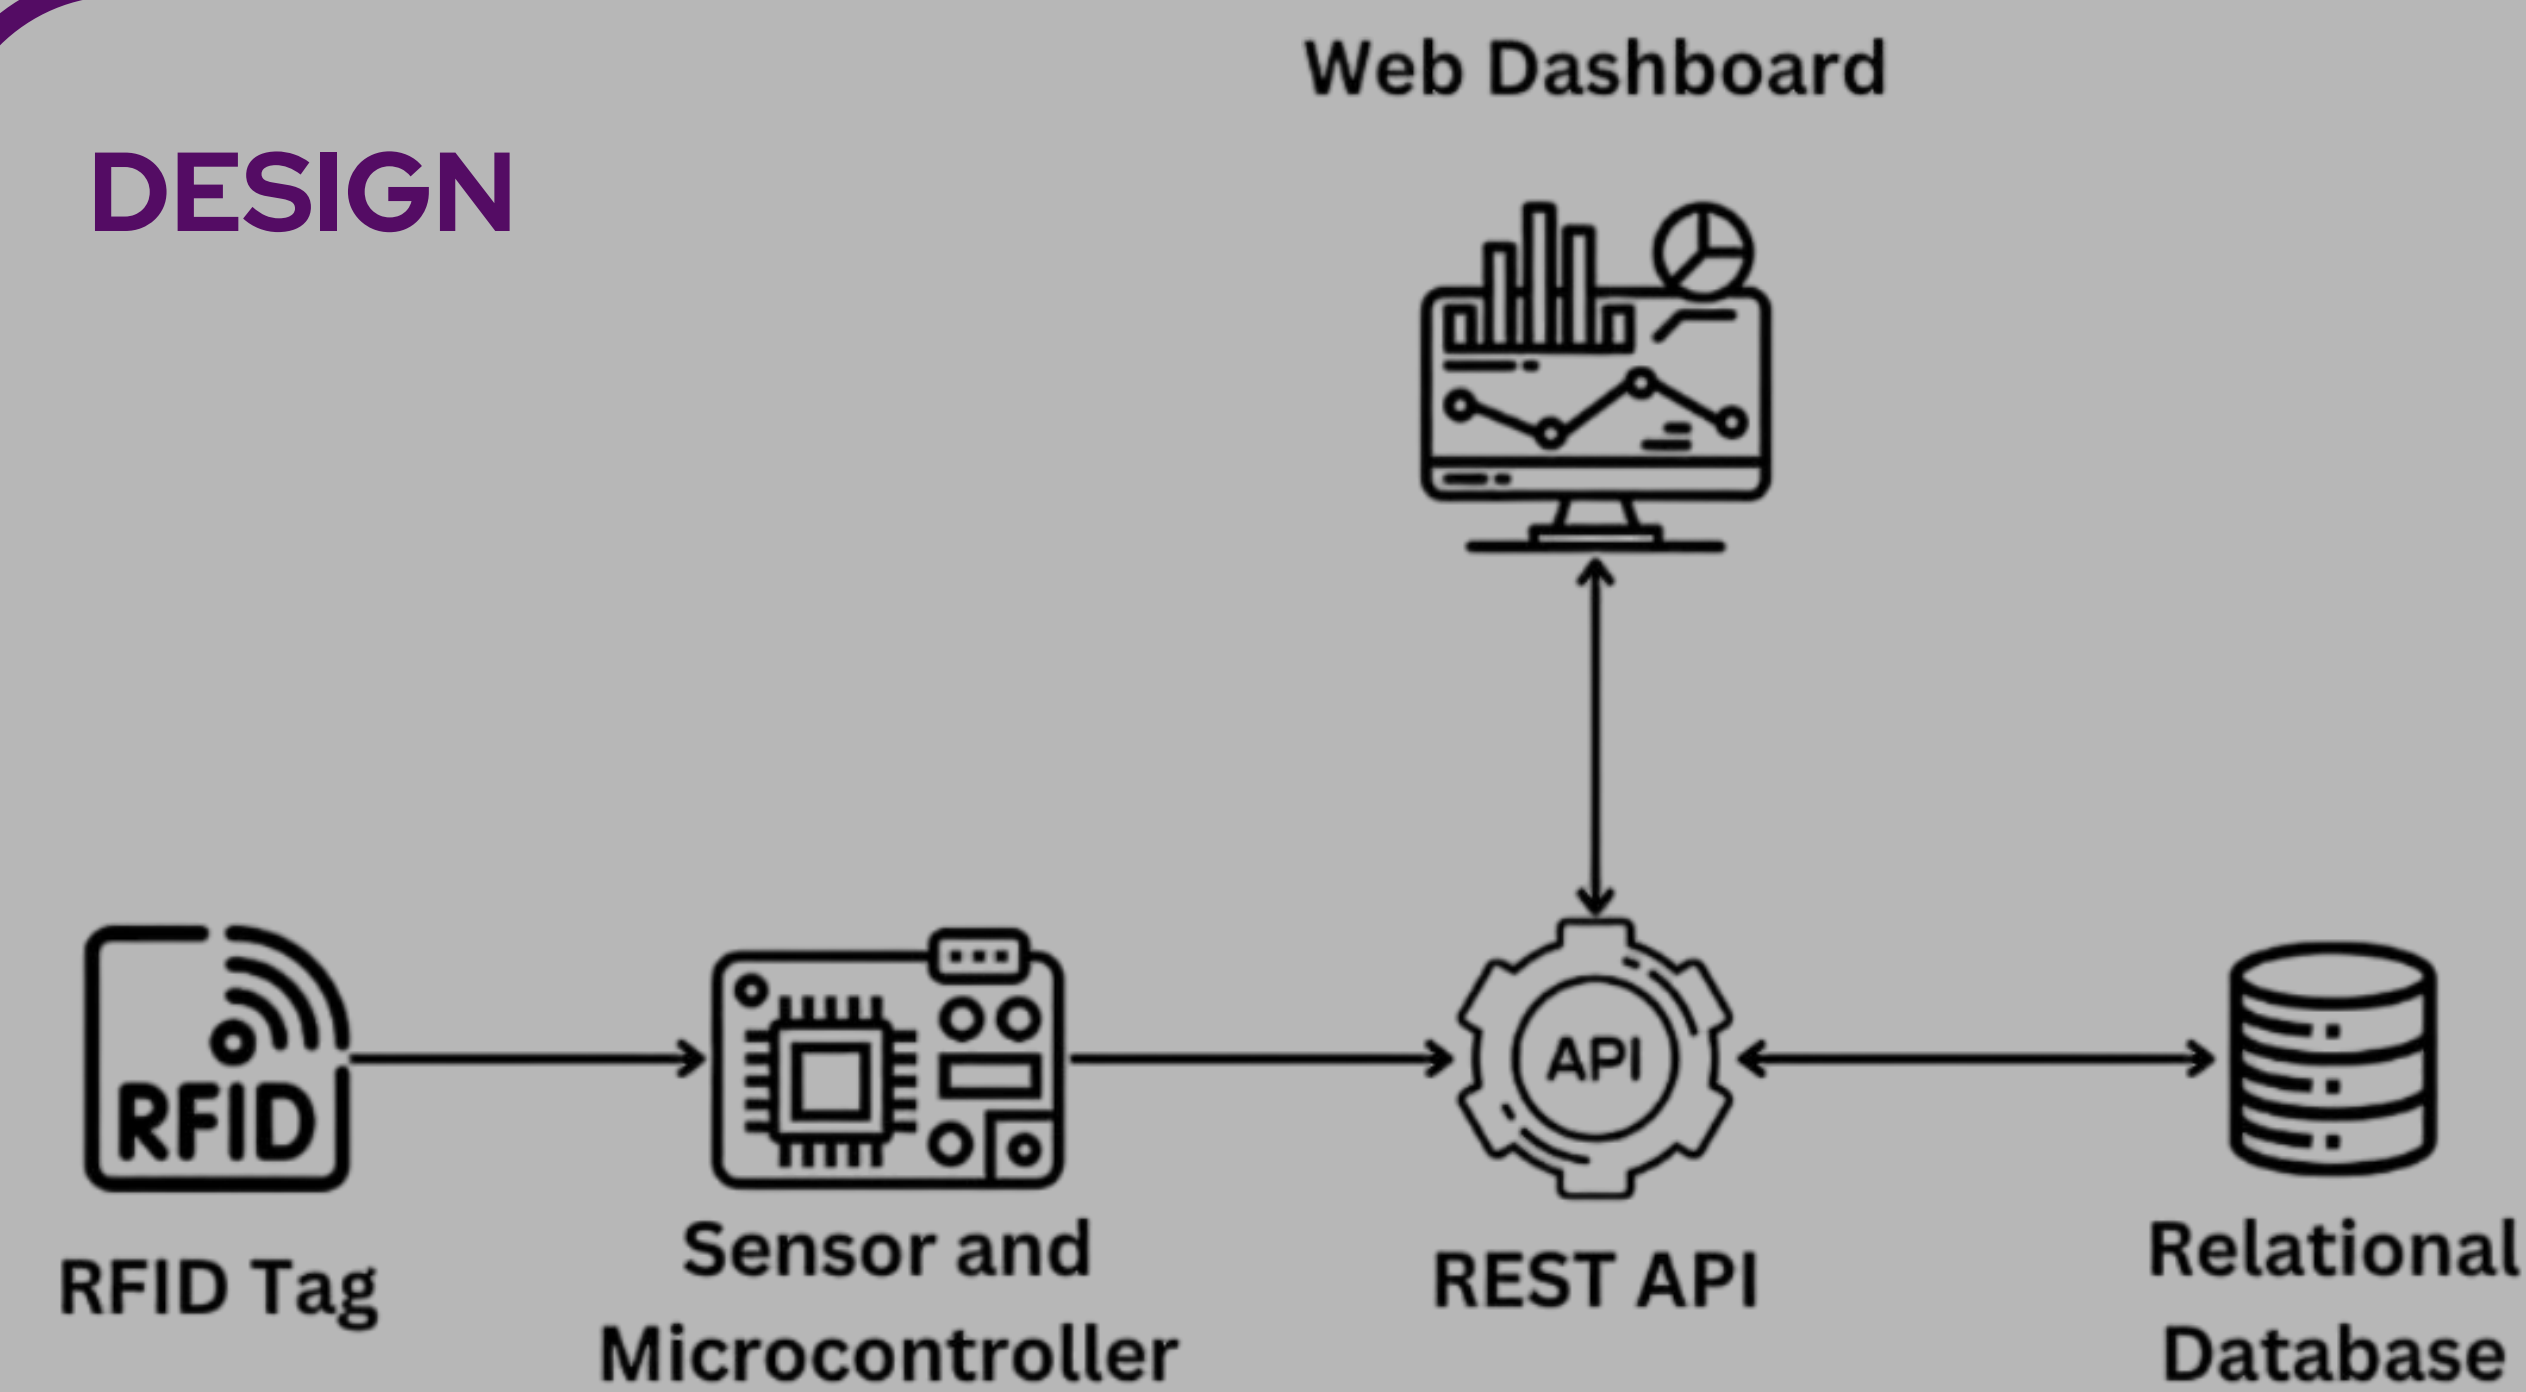 Web Dashboard
DESIGN
RFID
API
RFID Tag
Sensor and
Microcontroller
REST API
Relational
Database